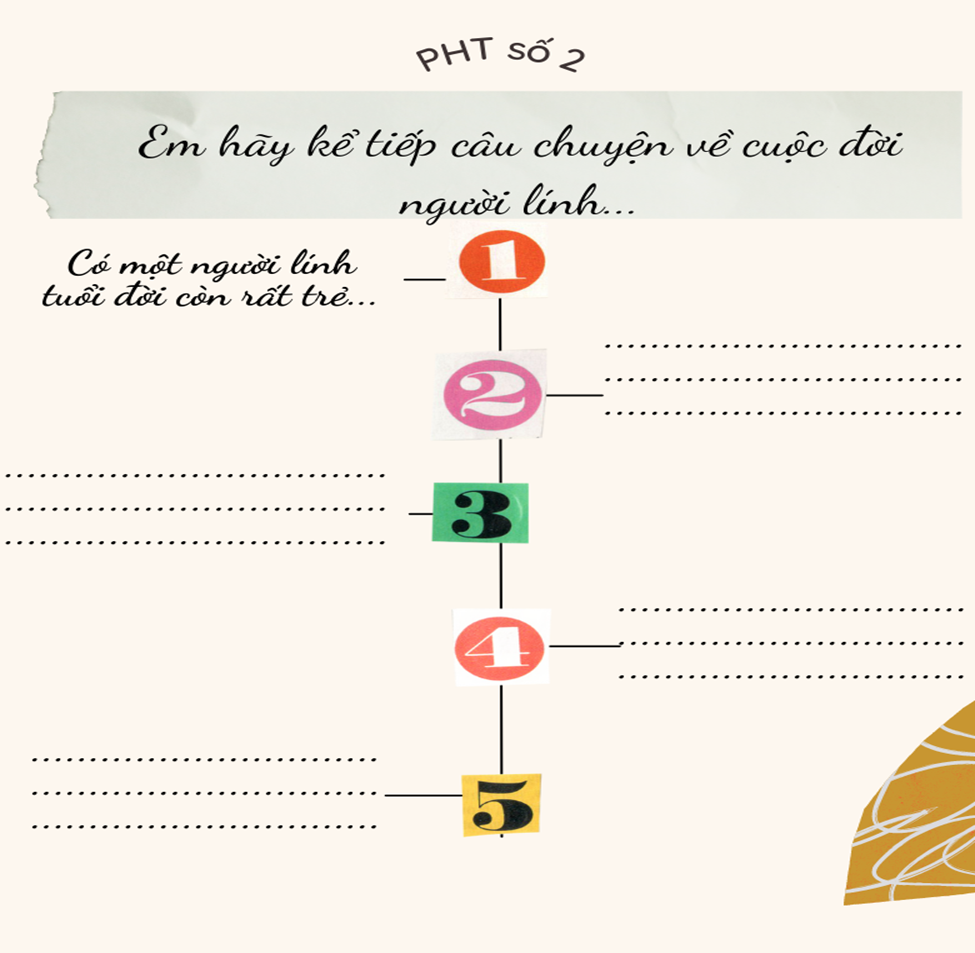 PHT số 2
Em hãy kể tiếp câu chuyện về cuộc đời
người lính...
Có một người lính
tuổi đời còn rất trẻ...
1
2
3
4
5